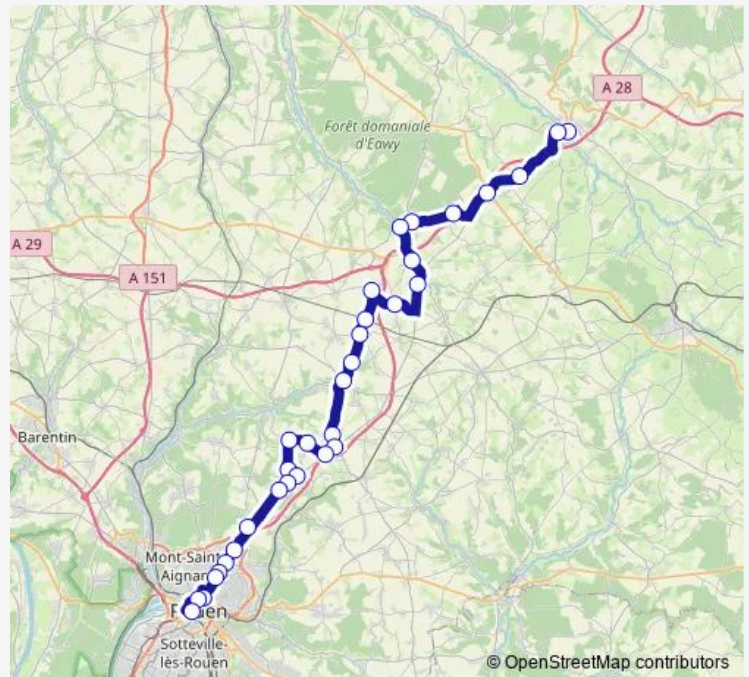 A 28
Forêt domaniale
d'Eawy
A 29
A 151
Barentin
Mont-Saint
Aignan
Sotteville-
lès-Rouen
© OpenStreetMap contributors